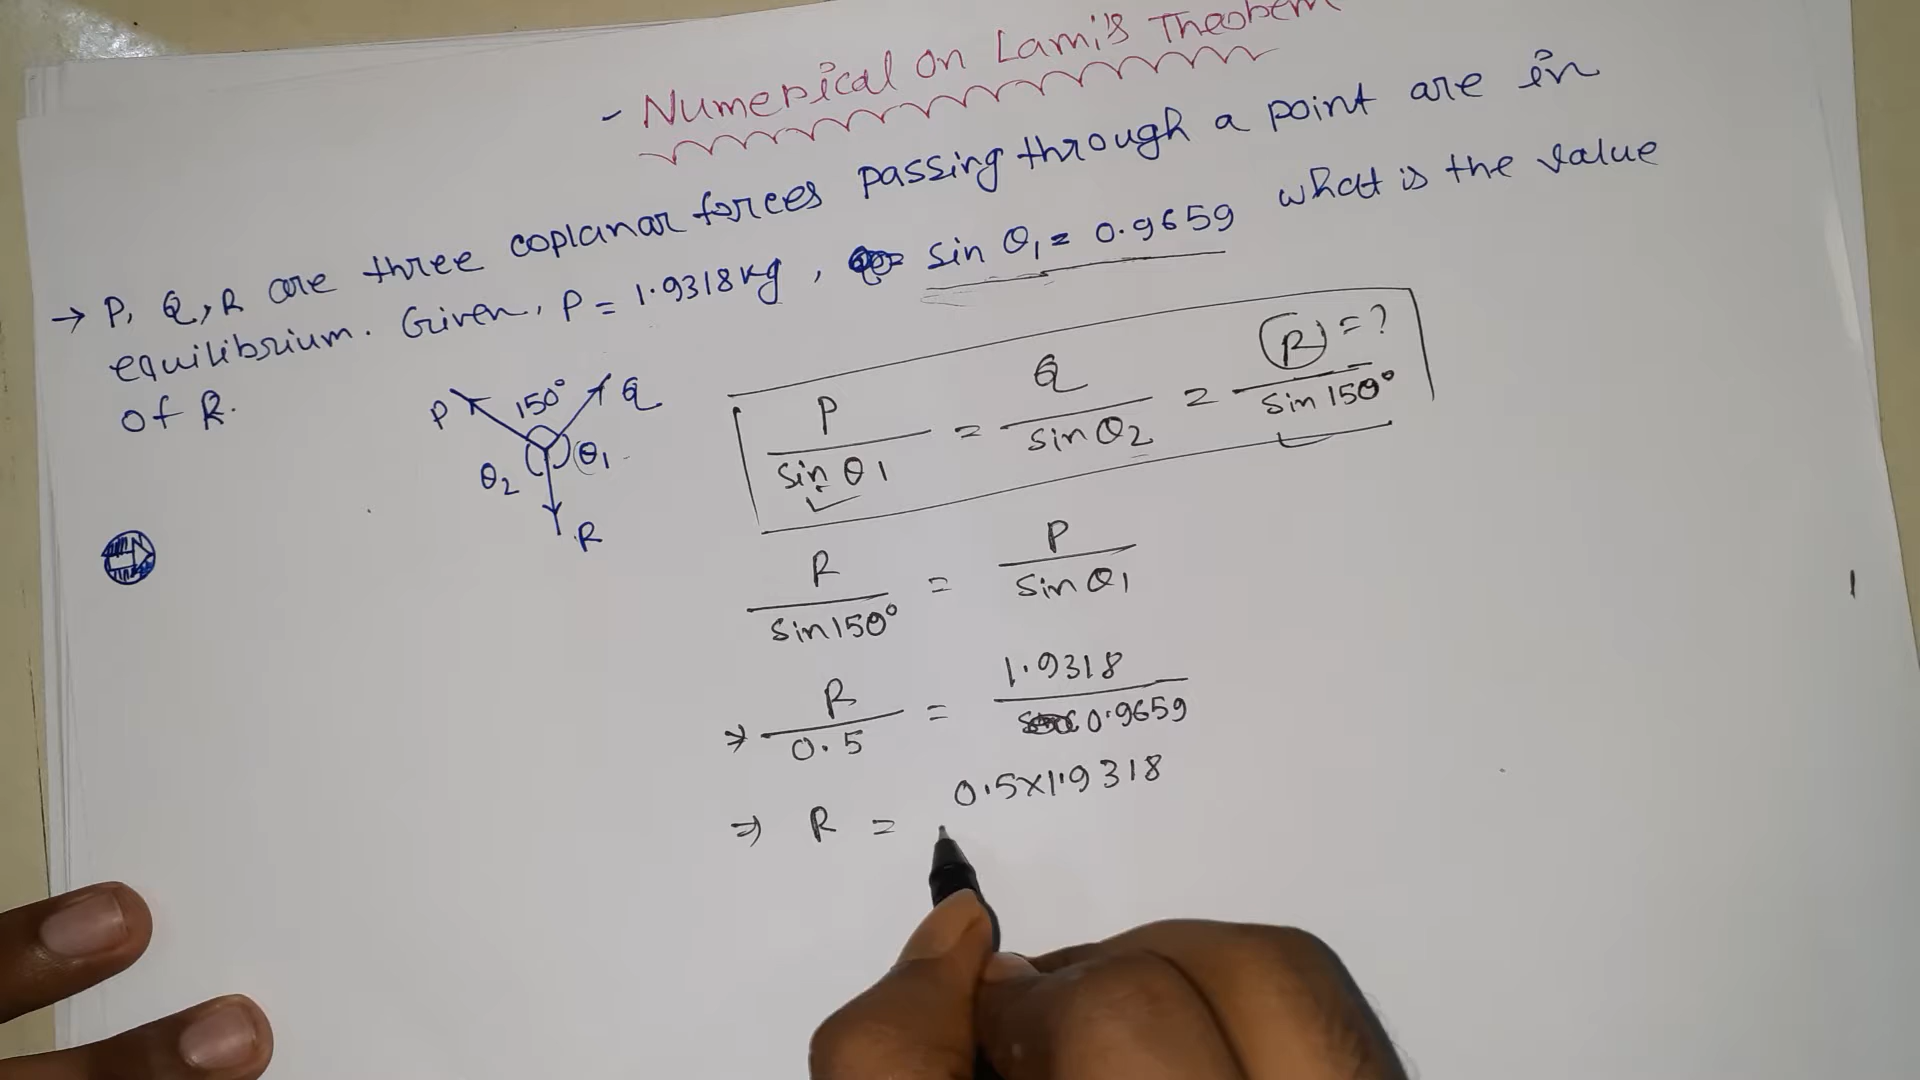 - Numerical on Lami's Theorem
→ P, Q, R are three coplanar forces passing through a point are in
equilibrium. Given, P = 1.9318 kg, sin θ₁ = 0.9659 what is the value
of R.
P 150° Q
θ₂ θ₁
R
P / sin θ₁ = Q / sin θ₂ = R / sin 150° = ?
R / sin 150° = P / sin θ₁
⇒ R / 0.5 = 1.9318 / 0.9659
⇒ R = 0.5×1.9318